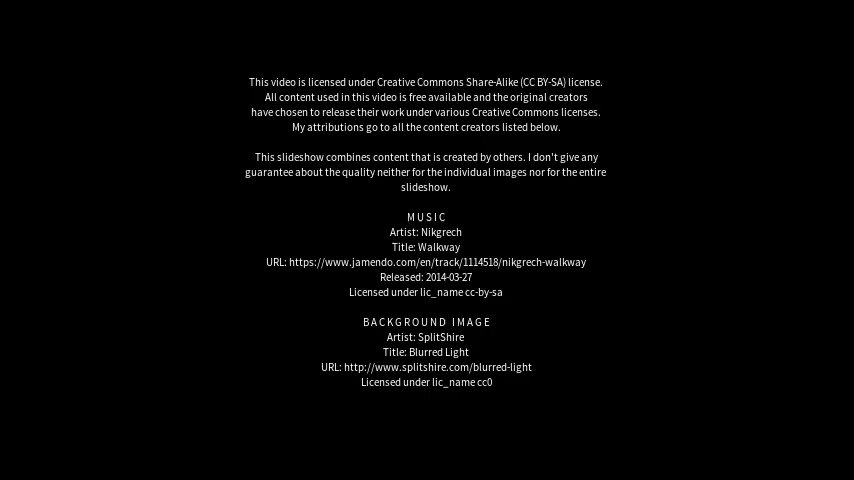 This video is licensed under Creative Commons Share-Alike (CC BY-SA) license.
All content used in this video is free available and the original creators
have chosen to release their work under various Creative Commons licenses.
My attributions go to all the content creators listed below.
This slideshow combines content that is created by others. I don't give any
guarantee about the quality neither for the individual images nor for the entire
slideshow.
MUSIC
Artist: Nikgrech
Title: Walkway
URL: https://www.jamendo.com/en/track/1114518/nikgrech-walkway
Released: 2014-03-27
Licensed under lic_name cc-by-sa
BACKGROUND IMAGE
Artist: SplitShire
Title: Blurred Light
URL: http://www.splitshire.com/blurred-light
Licensed under lic_name cc0